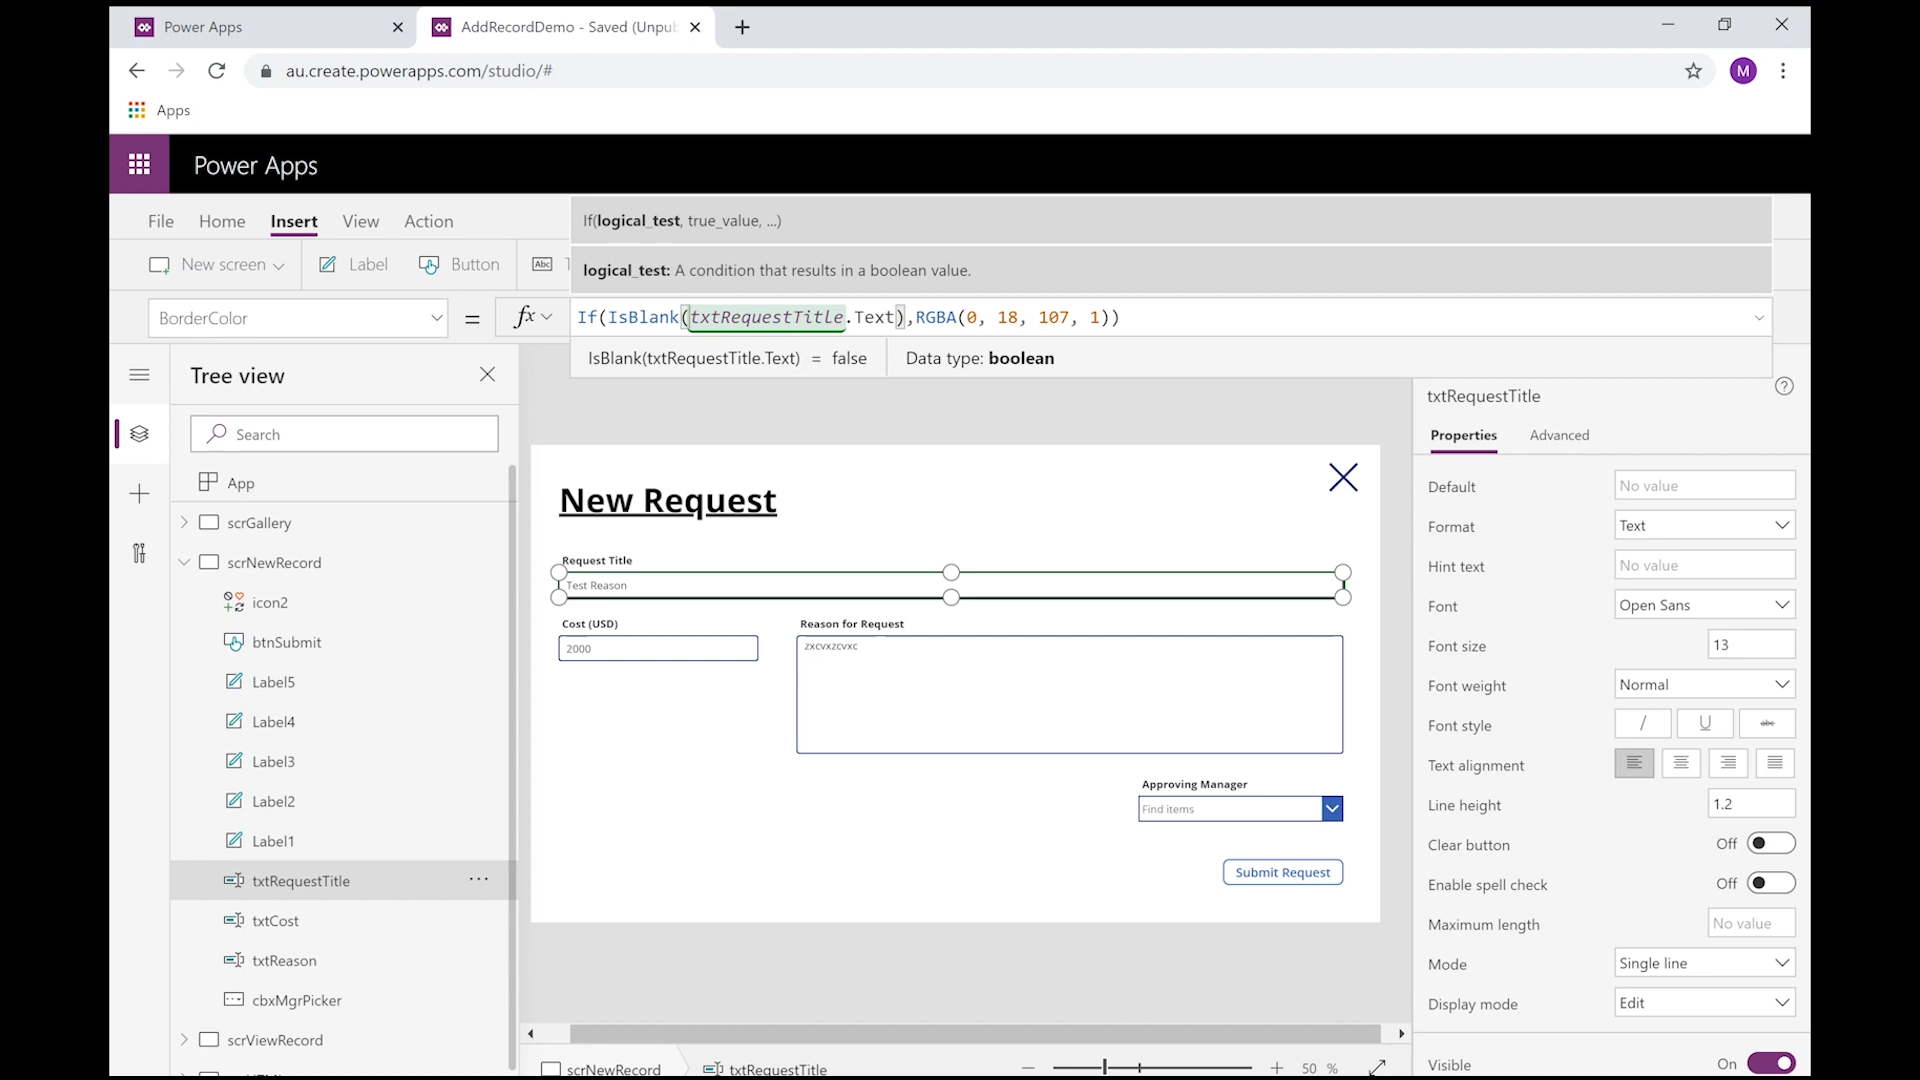 Power Apps
AddRecordDemo - Saved (Unpu
au.create.powerapps.com/studio/#
M
Apps
Power Apps
File
Home
Insert
View
Action
If(logical_test, true_value, ...)
New screen
Label
Button
Abc
logical_test: A condition that results in a boolean value.
BorderColor
=
fx
If(IsBlank(txtRequestTitle.Text),RGBA(0, 18, 107, 1))
IsBlank(txtRequestTitle.Text) = false
Data type: boolean
Tree view
Search
App
scrGallery
scrNewRecord
icon2
btnSubmit
Label5
Label4
Label3
Label2
Label1
txtRequestTitle
txtCost
txtReason
cbxMgrPicker
scrViewRecord
New Request
Request Title
Test Reason
Cost (USD)
2000
Reason for Request
zxcvxzcvxc
Approving Manager
Find items
Submit Request
scrNewRecord
txtRequestTitle
50 %
txtRequestTitle
Properties
Advanced
Default
No value
Format
Text
Hint text
No value
Font
Open Sans
Font size
13
Font weight
Normal
Font style
/
U
abc
Text alignment
Line height
1.2
Clear button
Off
Enable spell check
Off
Maximum length
No value
Mode
Single line
Display mode
Edit
Visible
On